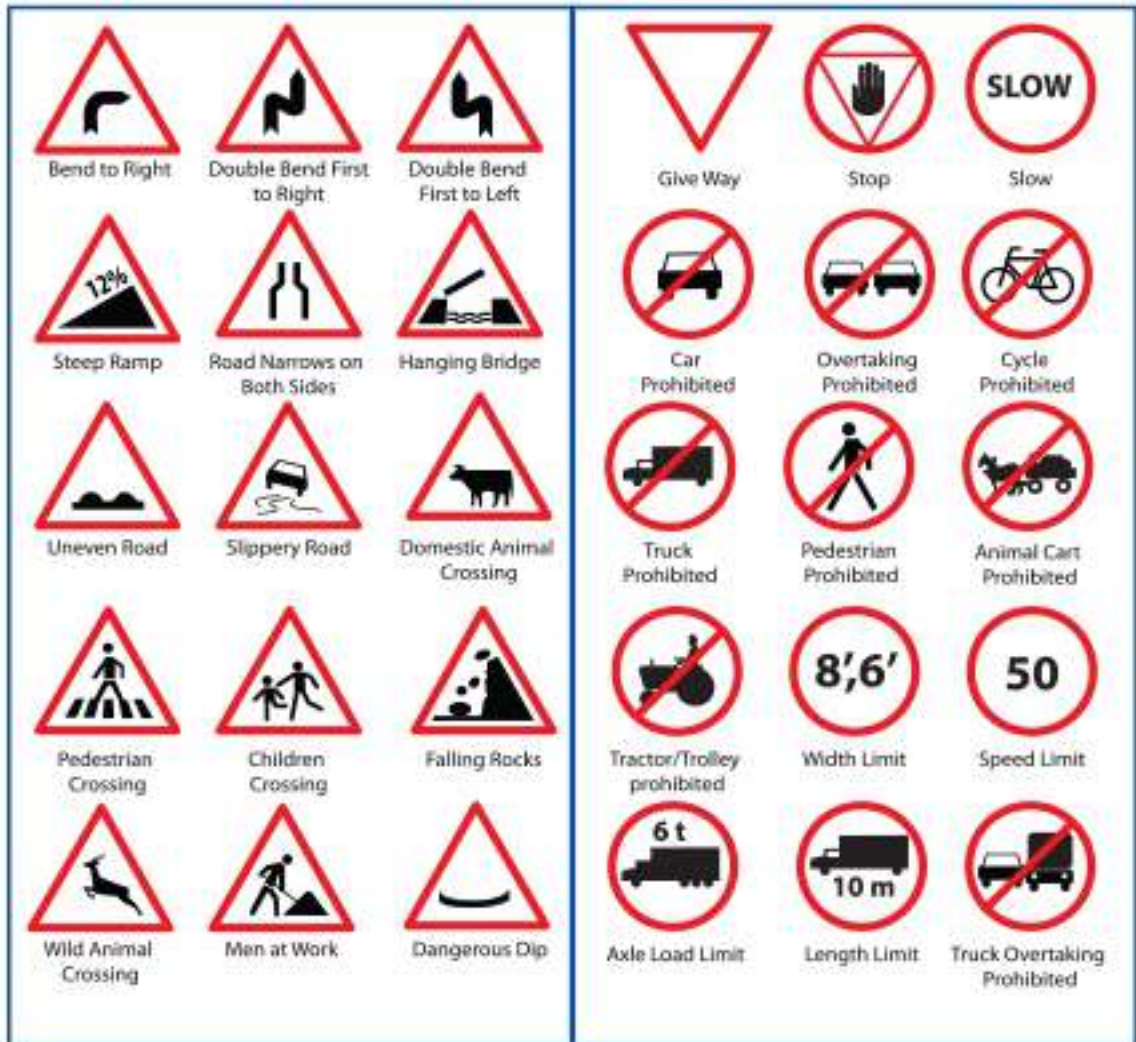 Bend to Right
Double Bend First
to Right
Double Bend
First to Left
12%
Steep Ramp
Road Narrows on
Both Sides
Hanging Bridge
Uneven Road
Slippery Road
Domestic Animal
Crossing
Pedestrian
Crossing
Children
Crossing
Falling Rocks
Wild Animal
Crossing
Men at Work
Dangerous Dip
Give Way
Stop
SLOW
Slow
Car
Prohibited
Overtaking
Prohibited
Cycle
Prohibited
Truck
Prohibited
Pedestrian
Prohibited
Animal Cart
Prohibited
Tractor/Trolley
prohibited
8',6'
Width Limit
50
Speed Limit
6 t
Axle Load Limit
10 m
Length Limit
Truck Overtaking
Prohibited